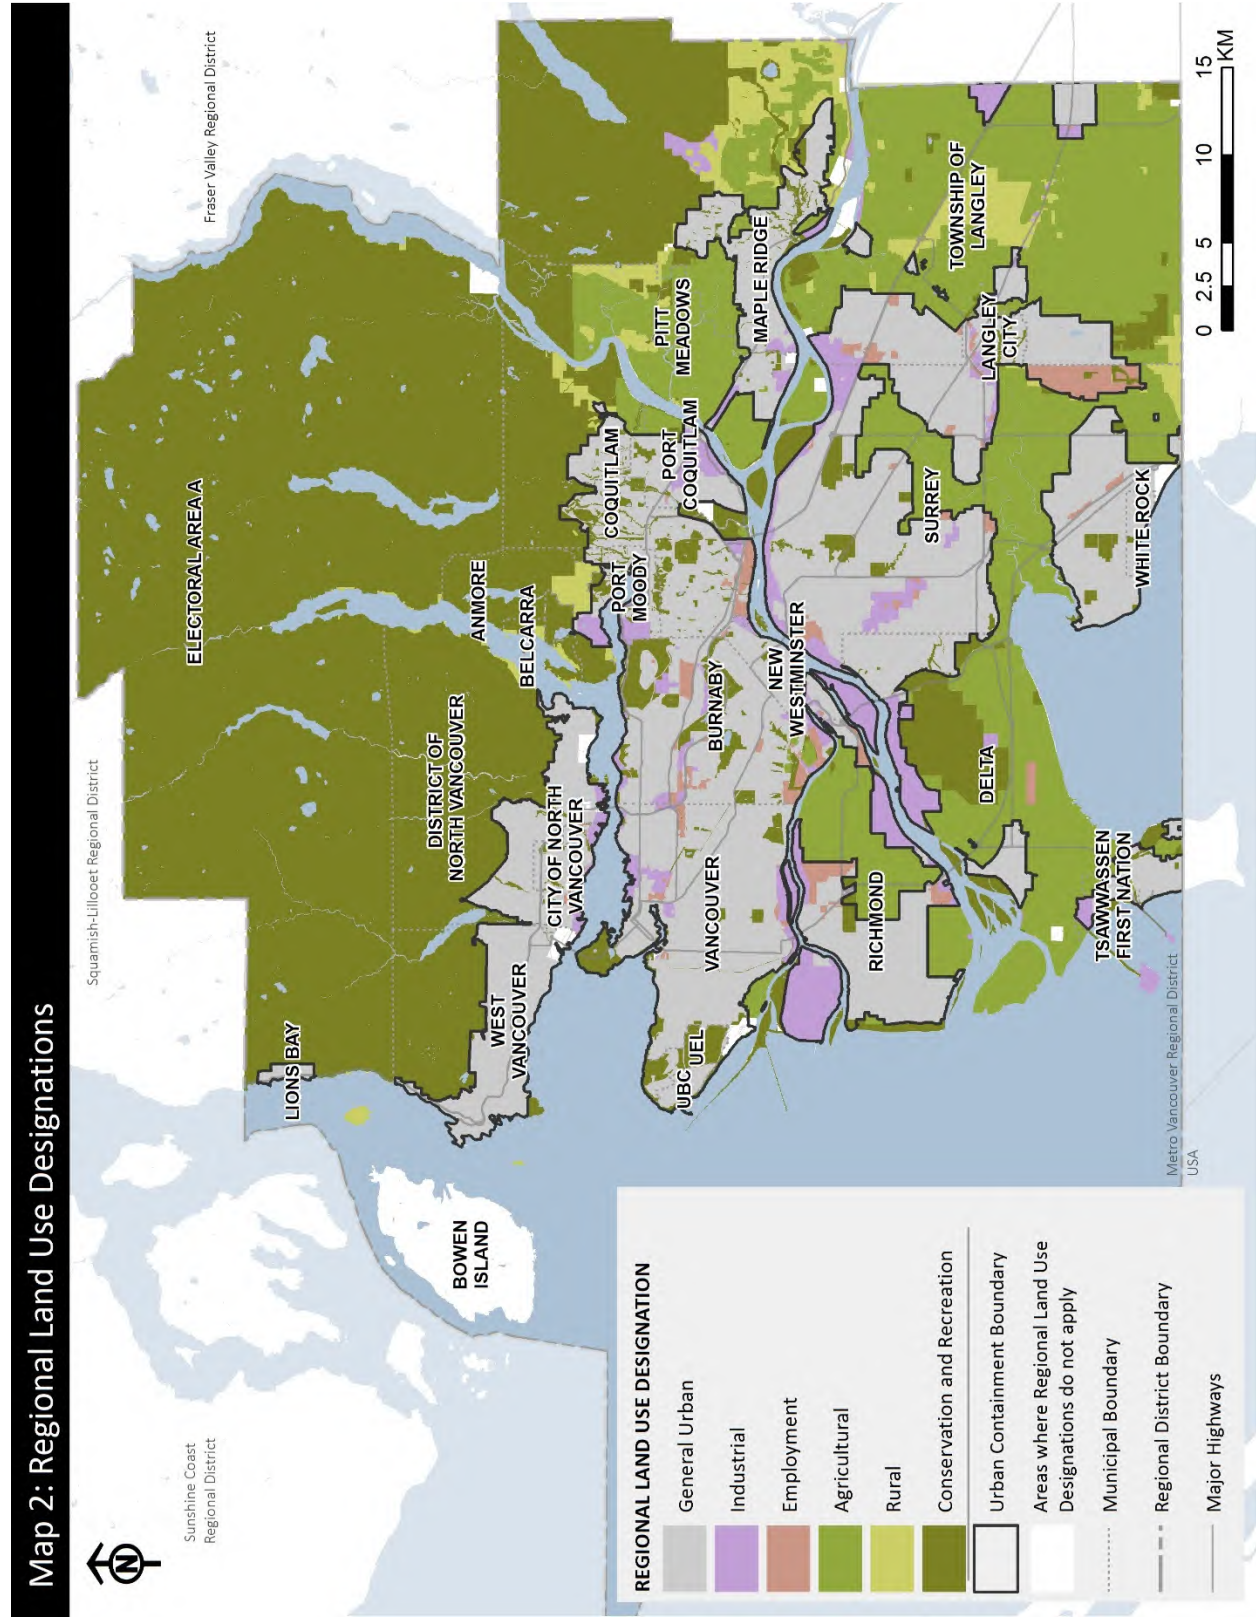 Map 2: Regional Land Use Designations
N
Sunshine Coast
Regional District
Squamish-Lillooet Regional District
Fraser Valley Regional District
ELECTORAL AREA A
LIONS BAY
BOWEN
ISLAND
WEST
VANCOUVER
DISTRICT OF
NORTH VANCOUVER
CITY OF NORTH
VANCOUVER
ANMORE
BELCARRA
PORT
MOODY
COQUITLAM
PORT
COQUITLAM
PITT
MEADOWS
MAPLE RIDGE
UBC
UEL
VANCOUVER
BURNABY
NEW
WESTMINSTER
RICHMOND
DELTA
SURREY
LANGLEY
CITY
TOWNSHIP OF
LANGLEY
TSAWWASSEN
FIRST NATION
WHITE ROCK
Metro Vancouver Regional District
USA
REGIONAL LAND USE DESIGNATION
General Urban
Industrial
Employment
Agricultural
Rural
Conservation and Recreation
Urban Containment Boundary
Areas where Regional Land Use
Designations do not apply
Municipal Boundary
Regional District Boundary
Major Highways
0 2.5 5 10 15
KM